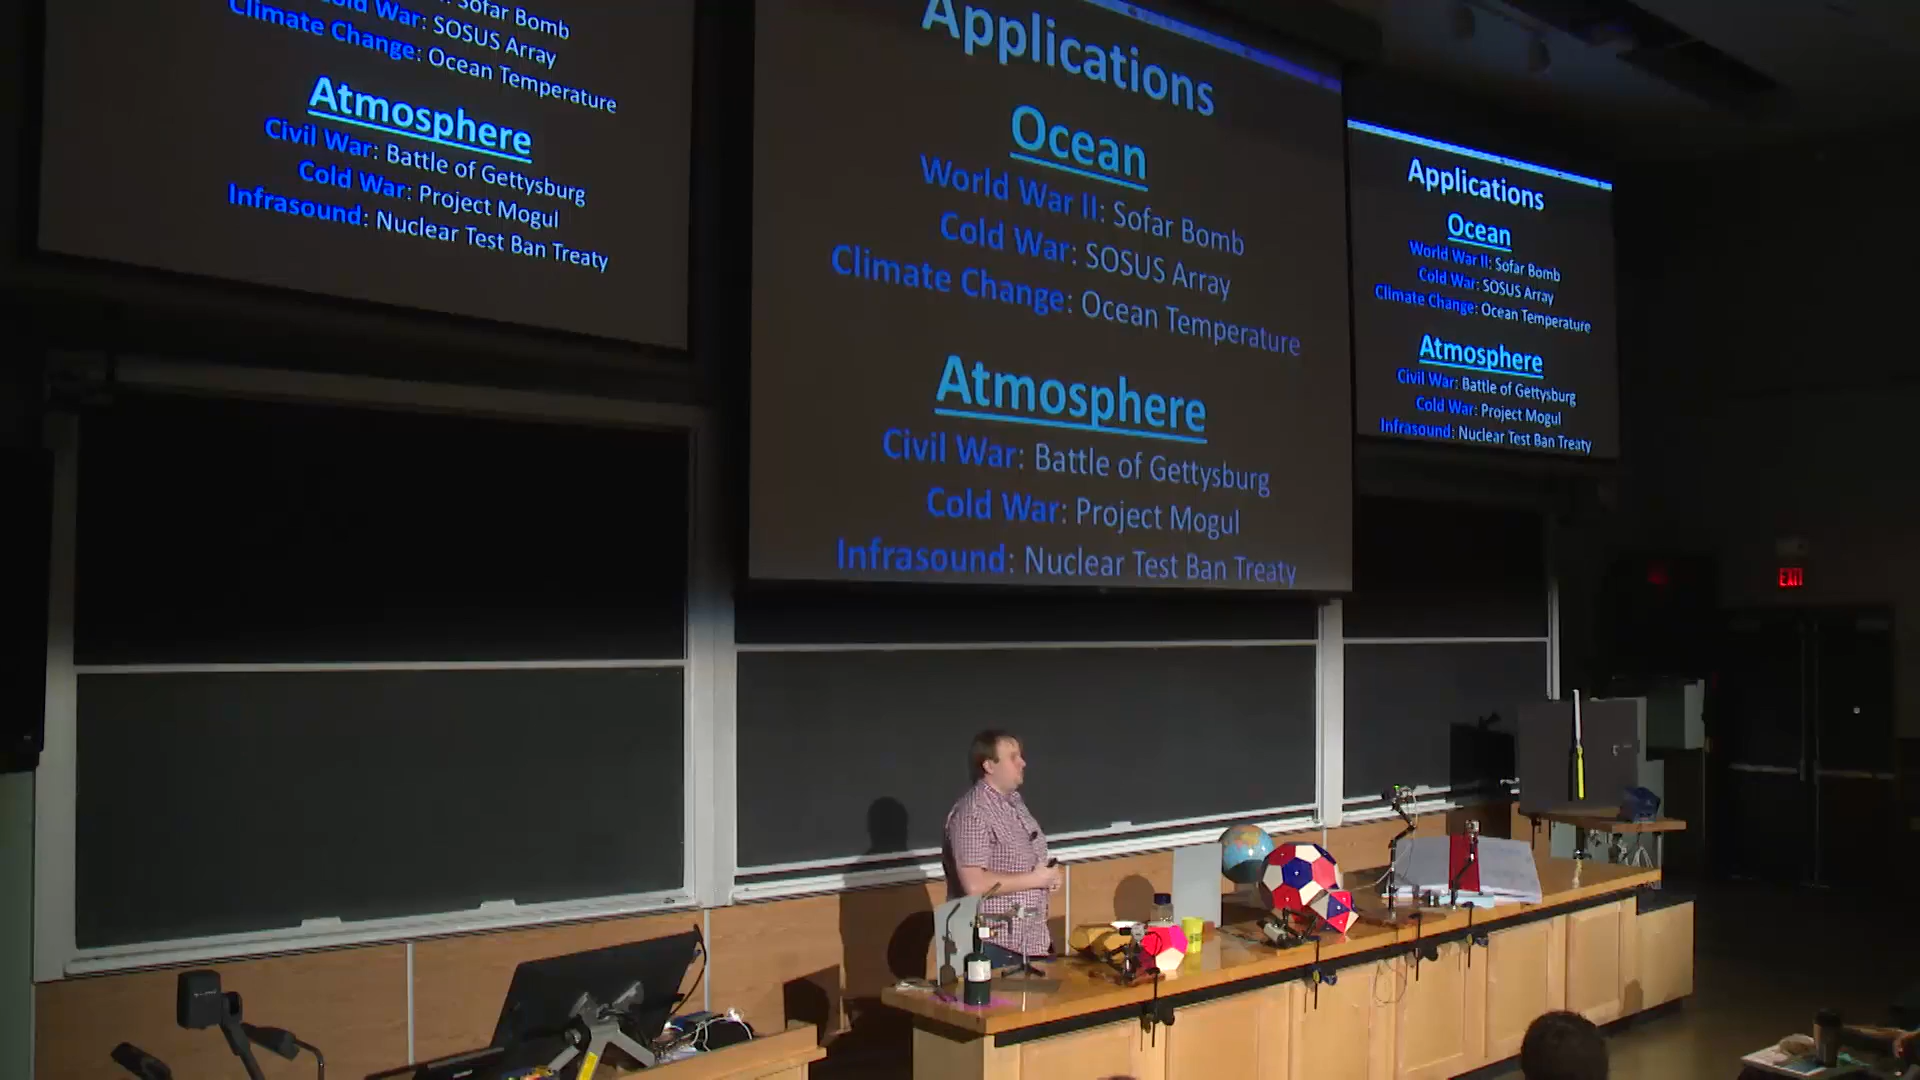 : Sofar Bomb
Cold War: SOSUS Array
Climate Change: Ocean Temperature
Atmosphere
Civil War: Battle of Gettysburg
Cold War: Project Mogul
Infrasound: Nuclear Test Ban Treaty
Applications
Ocean
World War II: Sofar Bomb
Cold War: SOSUS Array
Climate Change: Ocean Temperature
Atmosphere
Civil War: Battle of Gettysburg
Cold War: Project Mogul
Infrasound: Nuclear Test Ban Treaty
Applications
Ocean
World War II: Sofar Bomb
Cold War: SOSUS Array
Climate Change: Ocean Temperature
Atmosphere
Civil War: Battle of Gettysburg
Cold War: Project Mogul
Infrasound: Nuclear Test Ban Treaty
EXIT